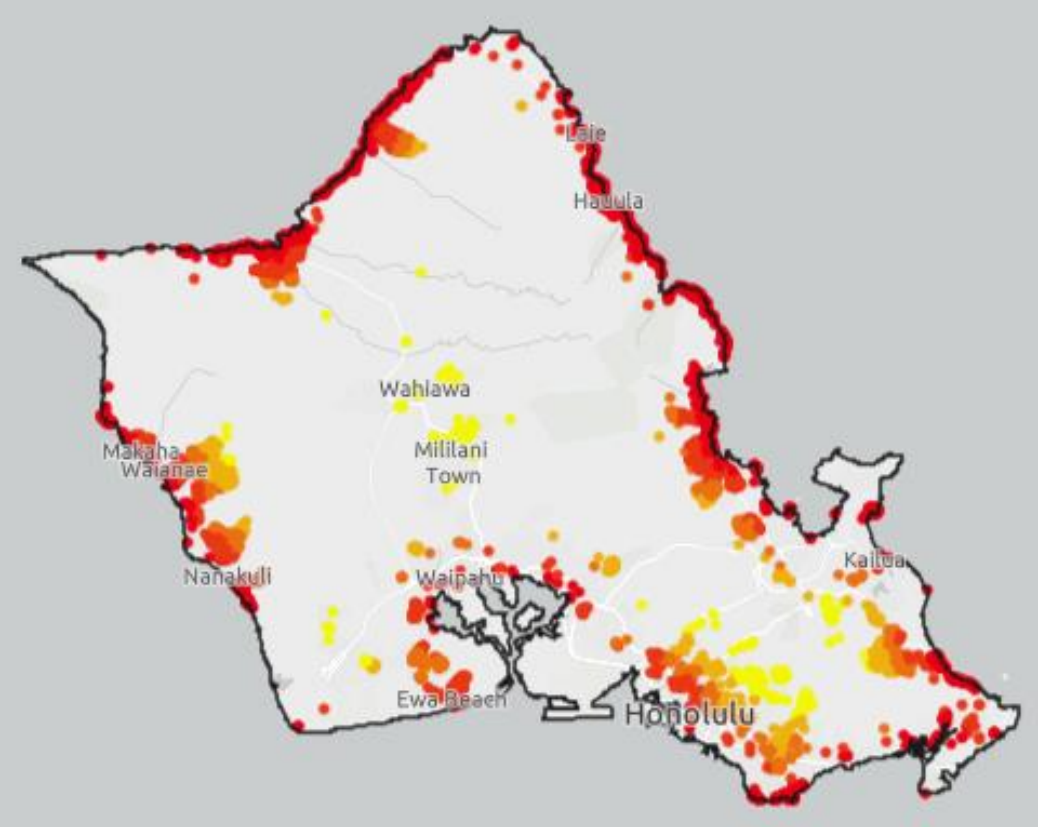 Laie
Hauula
Wahiawa
Makaha
Mililani
Town
Waianae
Kailua
Nanakuli
Waipahu
Ewa Beach
Honolulu